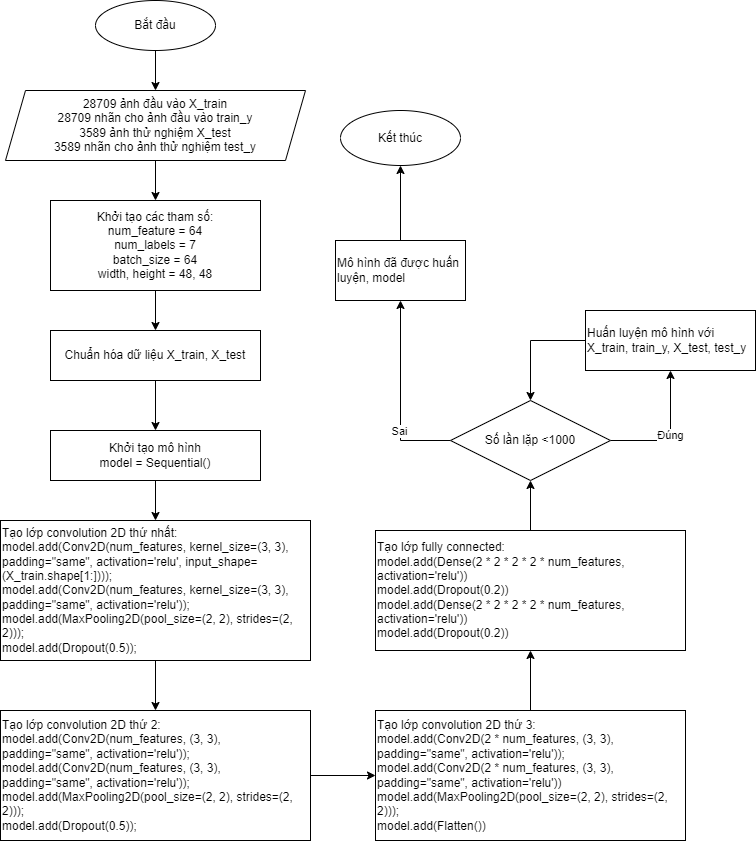 Bắt đầu
28709 ảnh đầu vào X_train
28709 nhãn cho ảnh đầu vào train_y
3589 ảnh thử nghiệm X_test
3589 nhãn cho ảnh thử nghiệm test_y
Khởi tạo các tham số:
num_feature = 64
num_labels = 7
batch_size = 64
width, height = 48, 48
Chuẩn hóa dữ liệu X_train, X_test
Khởi tạo mô hình
model = Sequential()
Tạo lớp convolution 2D thứ nhất:
model.add(Conv2D(num_features, kernel_size=(3, 3),
padding="same", activation='relu', input_shape=
(X_train.shape[1:])));
model.add(Conv2D(num_features, kernel_size=(3, 3),
padding="same", activation='relu'));
model.add(MaxPooling2D(pool_size=(2, 2), strides=(2,
2)));
model.add(Dropout(0.5));
Tạo lớp convolution 2D thứ 2:
model.add(Conv2D(num_features, (3, 3),
padding="same", activation='relu'));
model.add(Conv2D(num_features, (3, 3),
padding="same", activation='relu'));
model.add(MaxPooling2D(pool_size=(2, 2), strides=(2,
2)));
model.add(Dropout(0.5));
Tạo lớp convolution 2D thứ 3:
model.add(Conv2D(2 * num_features, (3, 3),
padding="same", activation='relu'));
model.add(Conv2D(2 * num_features, (3, 3),
padding="same", activation='relu'))
model.add(MaxPooling2D(pool_size=(2, 2), strides=(2,
2)));
model.add(Flatten())
Tạo lớp fully connected:
model.add(Dense(2 * 2 * 2 * 2 * num_features,
activation='relu'))
model.add(Dropout(0.2))
model.add(Dense(2 * 2 * 2 * 2 * num_features,
activation='relu'))
model.add(Dropout(0.2))
Số lần lặp <1000
Đúng
Huấn luyện mô hình với
X_train, train_y, X_test, test_y
Sai
Mô hình đã được huấn
luyện, model
Kết thúc